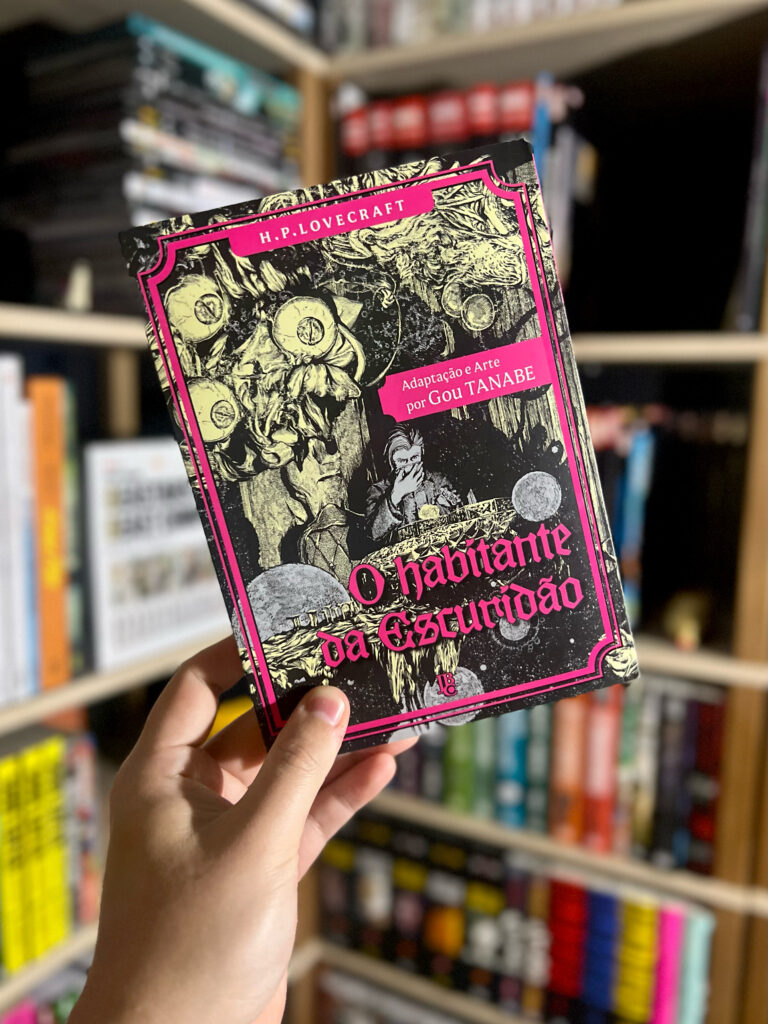 H.P. LOVECRAFT
Adaptação e Arte
por Gou TANABE
O habitante
da Escuridão